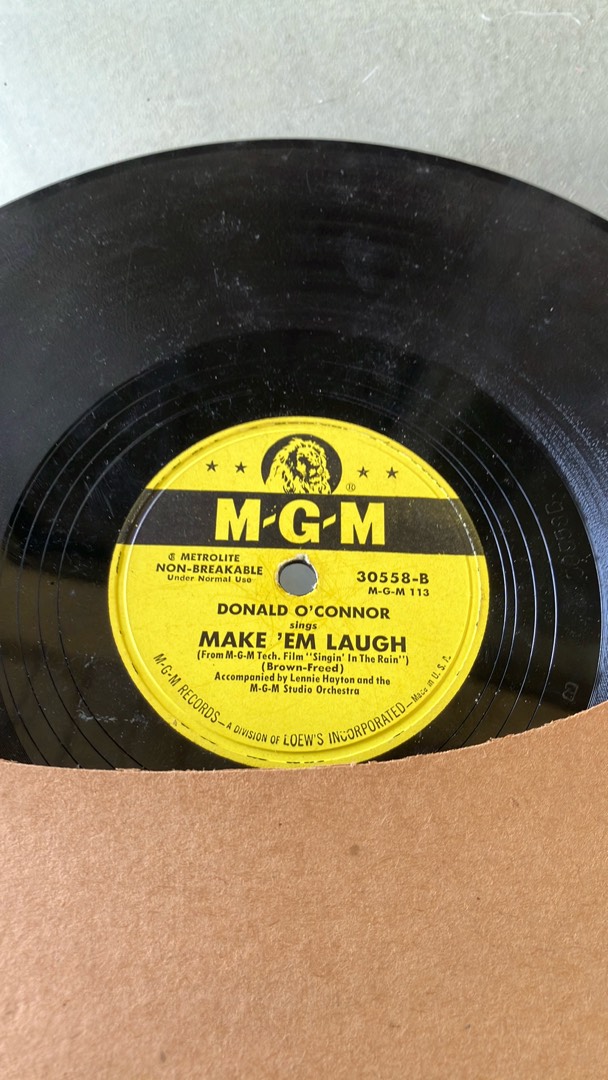 ®
M-G-M
℗ METROLITE
NON-BREAKABLE
Under Normal Use
30558-B
M-G-M 113
DONALD O'CONNOR
sings
MAKE 'EM LAUGH
(From M-G-M Tech. Film "Singin' In The Rain")
(Brown-Freed)
Accompanied by Lennie Hayton and the
M-G-M Studio Orchestra
M-G-M RECORDS—A DIVISION OF LOEW'S INCORPORATED—Made in U.S.A.